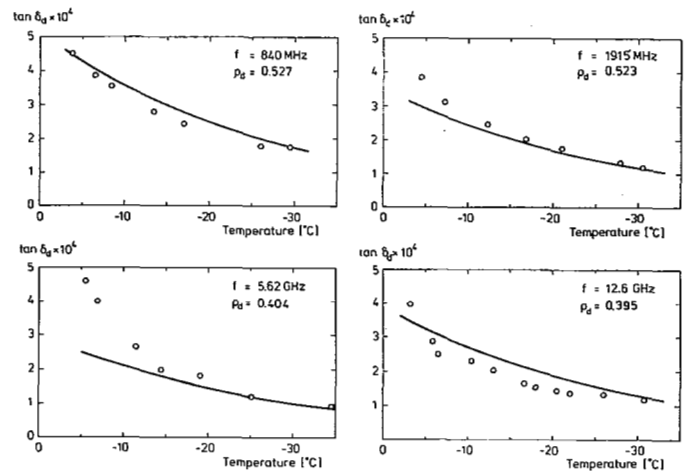 tan δd × 10⁴
f = 840 MHz
ρd = 0.527
5
4
3
2
1
0
0
-10
-20
-30
Temperature [°C]
tan δd × 10⁴
f = 1915 MHz
ρd = 0.523
5
4
3
2
1
0
0
-10
-20
-30
Temperature [°C]
tan δd × 10⁴
f = 5.62 GHz
ρd = 0.404
5
4
3
2
1
0
0
-10
-20
-30
Temperature [°C]
tan δd × 10⁴
f = 12.6 GHz
ρd = 0.395
5
4
3
2
1
0
-10
-20
-30
Temperature [°C]